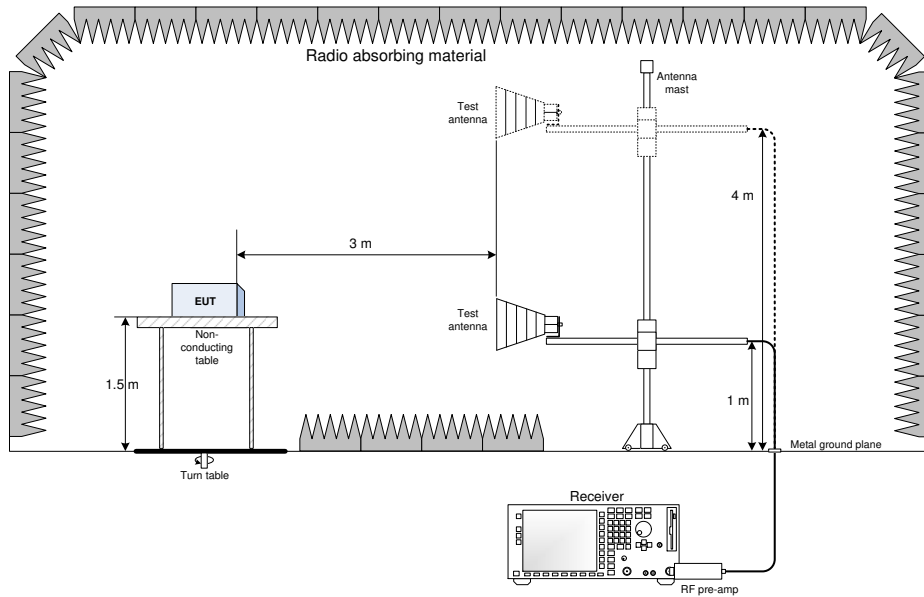 Radio absorbing material
Antenna
mast
Test
antenna
4 m
3 m
EUT
Test
antenna
Non-
conducting
table
1.5 m
1 m
Metal ground plane
Turn table
Receiver
RF pre-amp